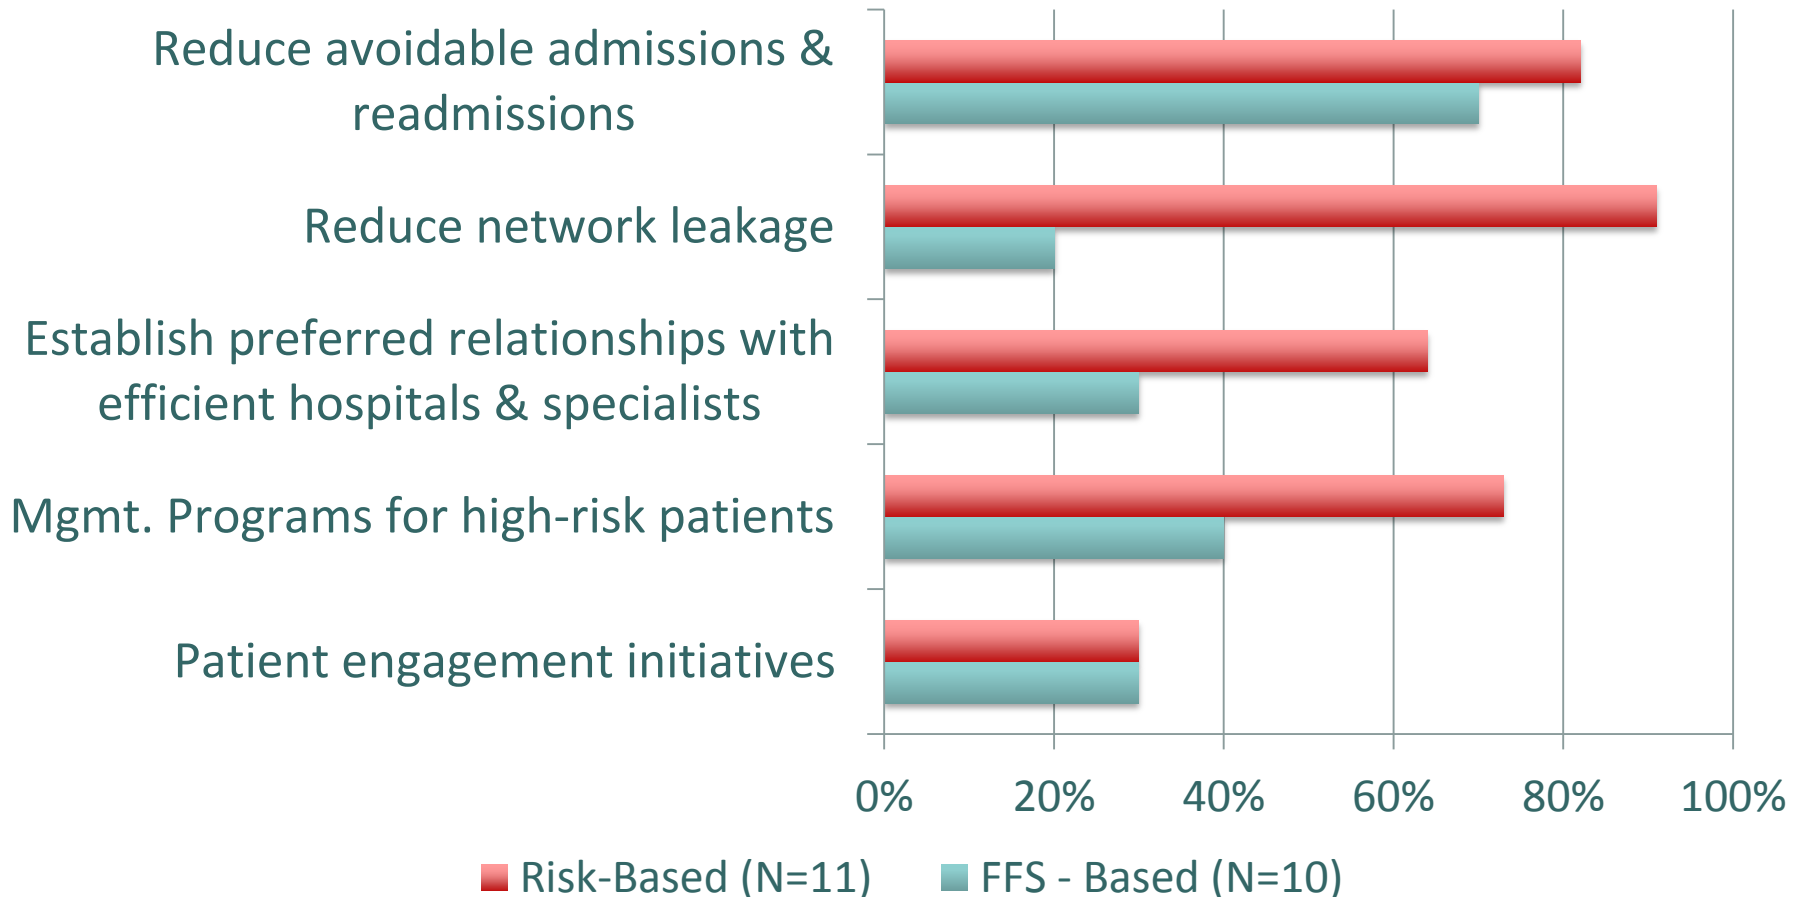 Reduce avoidable admissions &
readmissions
Reduce network leakage
Establish preferred relationships with
efficient hospitals & specialists
Mgmt. Programs for high-risk patients
Patient engagement initiatives
0% 20% 40% 60% 80% 100%
Risk-Based (N=11) FFS - Based (N=10)